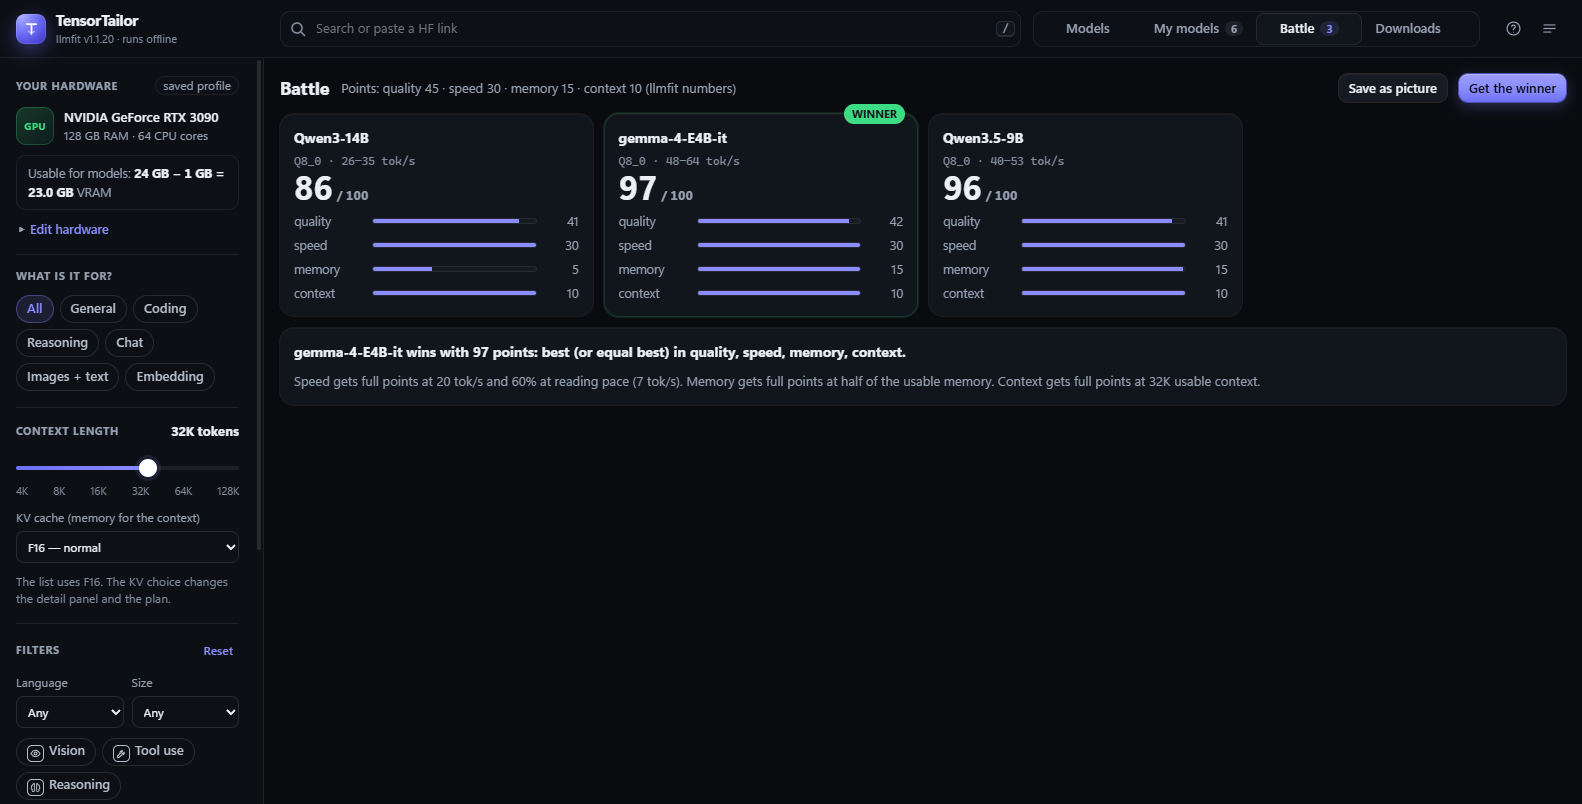 TensorTailor
llmfit v1.1.20 · runs offline
Search or paste a HF link
/
Models
My models 6
Battle 3
Downloads
YOUR HARDWARE
saved profile
GPU
NVIDIA GeForce RTX 3090
128 GB RAM · 64 CPU cores
Usable for models: 24 GB − 1 GB =
23.0 GB VRAM
Edit hardware
WHAT IS IT FOR?
All
General
Coding
Reasoning
Chat
Images + text
Embedding
CONTEXT LENGTH
32K tokens
4K 8K 16K 32K 64K 128K
KV cache (memory for the context)
F16 — normal
The list uses F16. The KV choice changes
the detail panel and the plan.
FILTERS
Reset
Language
Size
Any
Any
Vision
Tool use
Reasoning
Battle
Points: quality 45 · speed 30 · memory 15 · context 10 (llmfit numbers)
Save as picture
Get the winner
Qwen3-14B
Q8_0 · 26–35 tok/s
86 / 100
quality 41
speed 30
memory 5
context 10
WINNER
gemma-4-E4B-it
Q8_0 · 48–64 tok/s
97 / 100
quality 42
speed 30
memory 15
context 10
Qwen3.5-9B
Q8_0 · 40–53 tok/s
96 / 100
quality 41
speed 30
memory 15
context 10
gemma-4-E4B-it wins with 97 points: best (or equal best) in quality, speed, memory, context.
Speed gets full points at 20 tok/s and 60% at reading pace (7 tok/s). Memory gets full points at half of the usable memory. Context gets full points at 32K usable context.